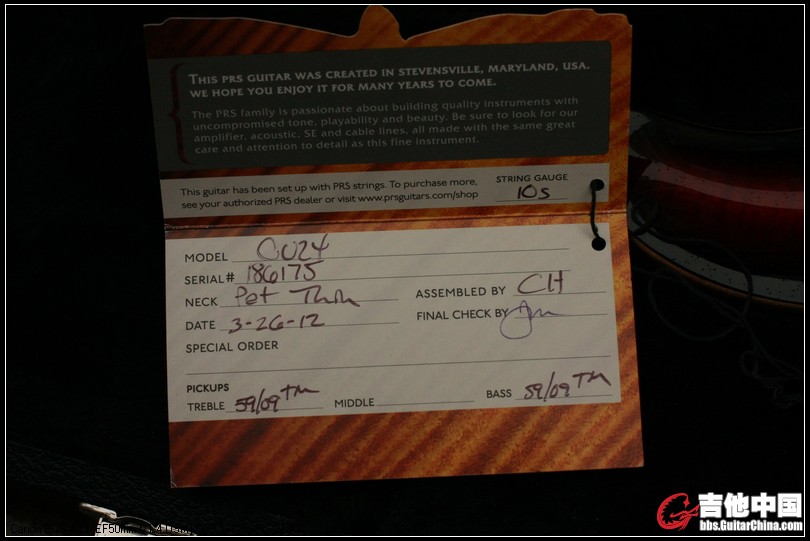 THIS PRS GUITAR WAS CREATED IN STEVENSVILLE, MARYLAND, USA.
WE HOPE YOU ENJOY IT FOR MANY YEARS TO COME.
The PRS family is passionate about building quality instruments with
uncompromised tone, playability and beauty. Be sure to look for our
amplifier, acoustic, SE and cable lines, all made with the same great
care and attention to detail as this fine instrument.
This guitar has been set up with PRS strings. To purchase more,
see your authorized PRS dealer or visit www.prsguitars.com/shop
STRING GAUGE
10s
MODEL CU24
SERIAL# 186175
NECK Pat Thin
ASSEMBLED BY CH
DATE 3-26-12
FINAL CHECK BY
SPECIAL ORDER
PICKUPS
TREBLE 59/09 TM MIDDLE BASS 59/09 TM
吉他中国
bbs.GuitarChina.com